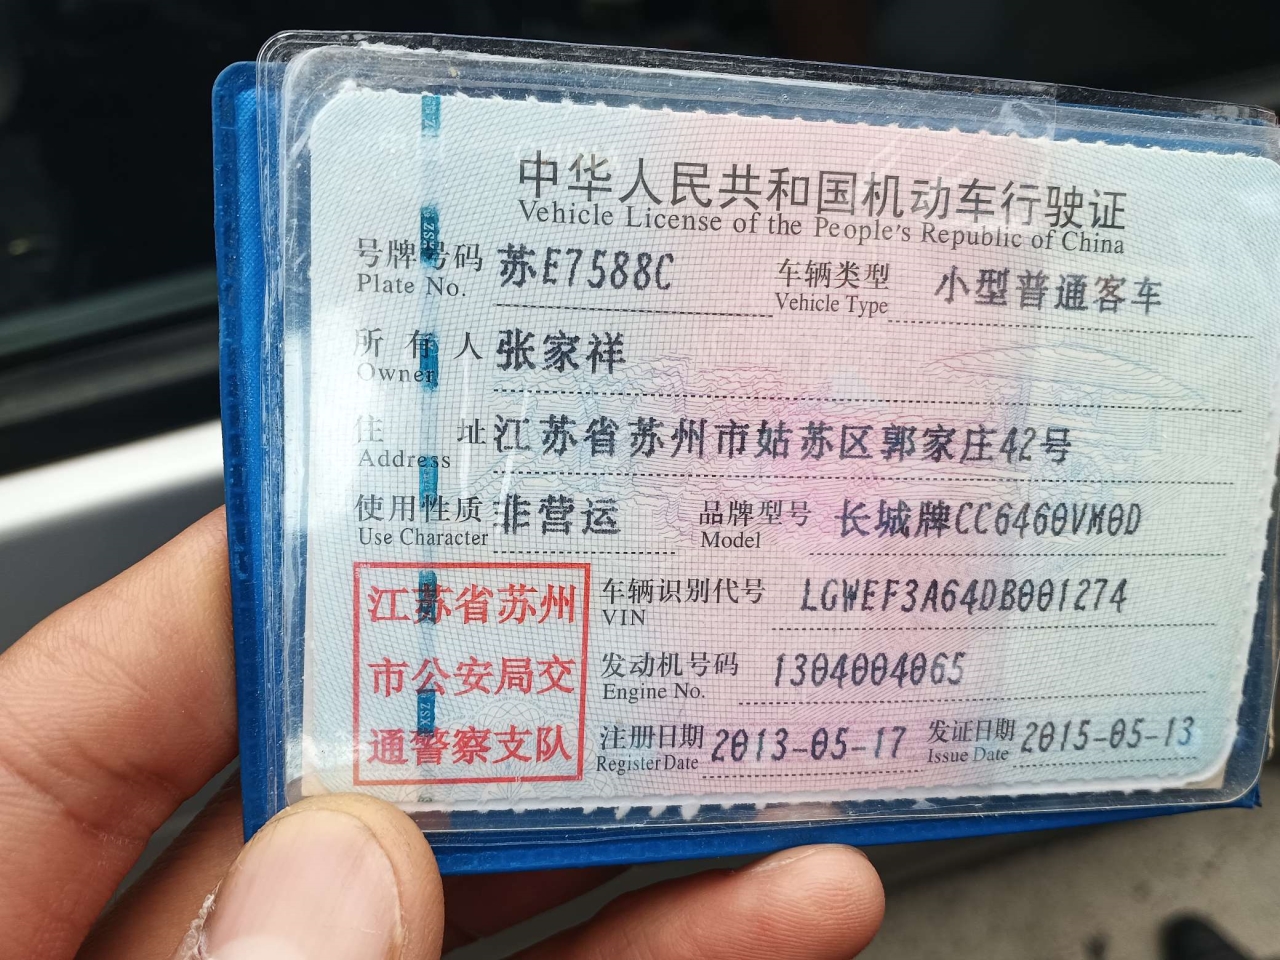 中华人民共和国机动车行驶证
Vehicle License of the People's Republic of China
号牌号码 苏E7588C 车辆类型 小型普通客车
Plate No. Vehicle Type
所有人 张家祥
Owner
住址 江苏省苏州市姑苏区郭家庄42号
Address
使用性质 非营运 品牌型号 长城牌CC6460VM0D
Use Character Model
江苏省苏州
市公安局交
通警察支队
车辆识别代号 LGWEF3A64DB001274
VIN
发动机号码 1304004065
Engine No.
注册日期 2013-05-17 发证日期 2015-05-13
Register Date Issue Date